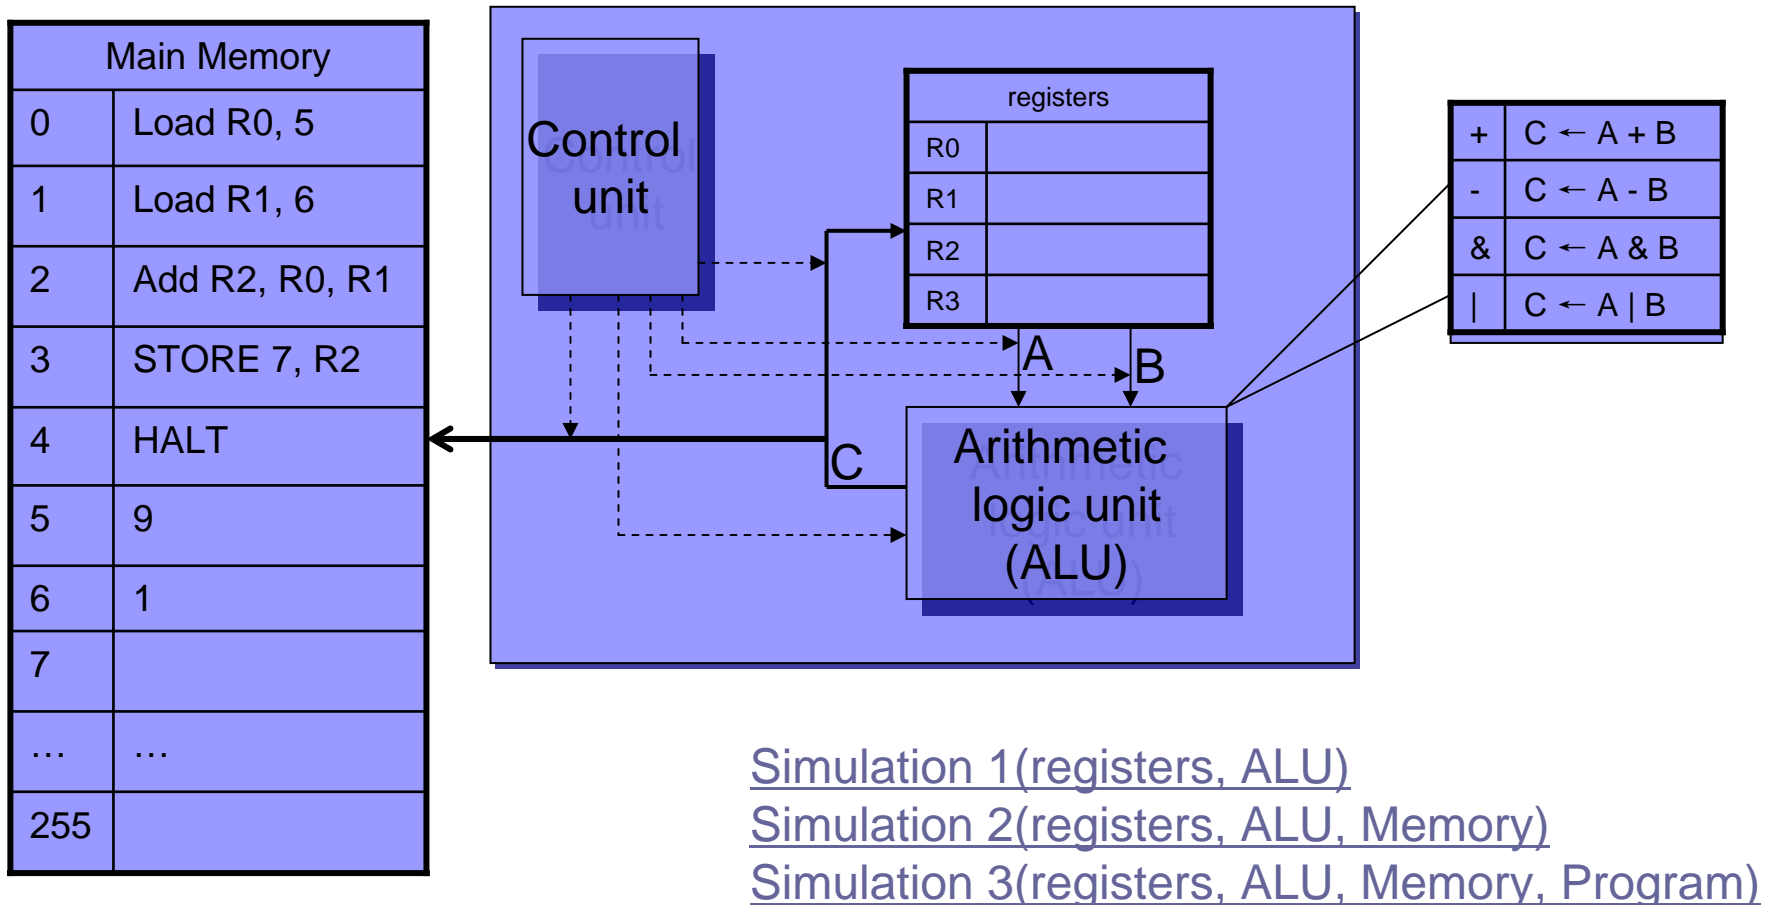 Main Memory
0 Load R0, 5
1 Load R1, 6
2 Add R2, R0, R1
3 STORE 7, R2
4 HALT
5 9
6 1
7
... ...
255
Control
unit
registers
R0
R1
R2
R3
A
B
C
Arithmetic
logic unit
(ALU)
+ C ← A + B
- C ← A - B
& C ← A & B
| C ← A | B
Simulation 1(registers, ALU)
Simulation 2(registers, ALU, Memory)
Simulation 3(registers, ALU, Memory, Program)